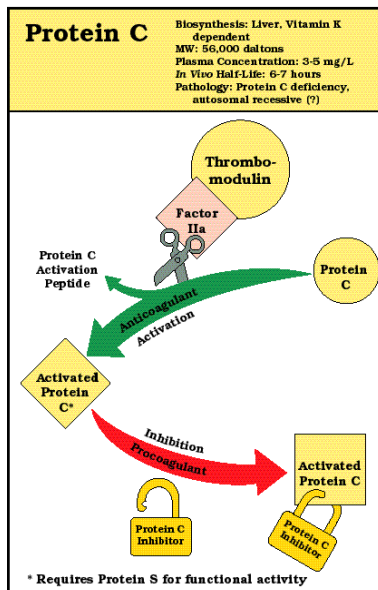 Protein C
Biosynthesis: Liver, Vitamin K
dependent
MW: 56,000 daltons
Plasma Concentration: 3-5 mg/L
In Vivo Half-Life: 6-7 hours
Pathology: Protein C deficiency,
autosomal recessive (?)
Thrombo-
modulin
Factor
IIa
Protein C
Activation
Peptide
Protein
C
Anticoagulant
Activation
Activated
Protein
C*
Inhibition
Procoagulant
Activated
Protein C
Protein C
Inhibitor
Protein C
Inhibitor
* Requires Protein S for functional activity